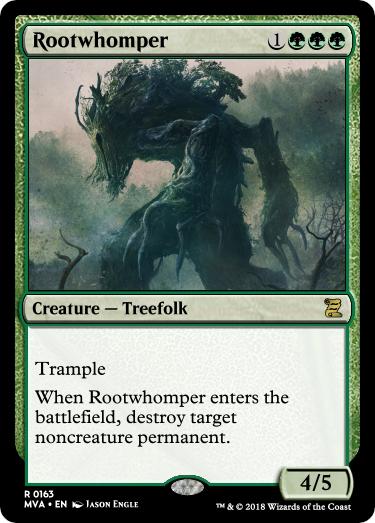 Rootwhomper 1
Creature — Treefolk
Trample
When Rootwhomper enters the
battlefield, destroy target
noncreature permanent.
4/5
R 0163
MVA • EN JASON ENGLE
™ & © 2018 Wizards of the Coast